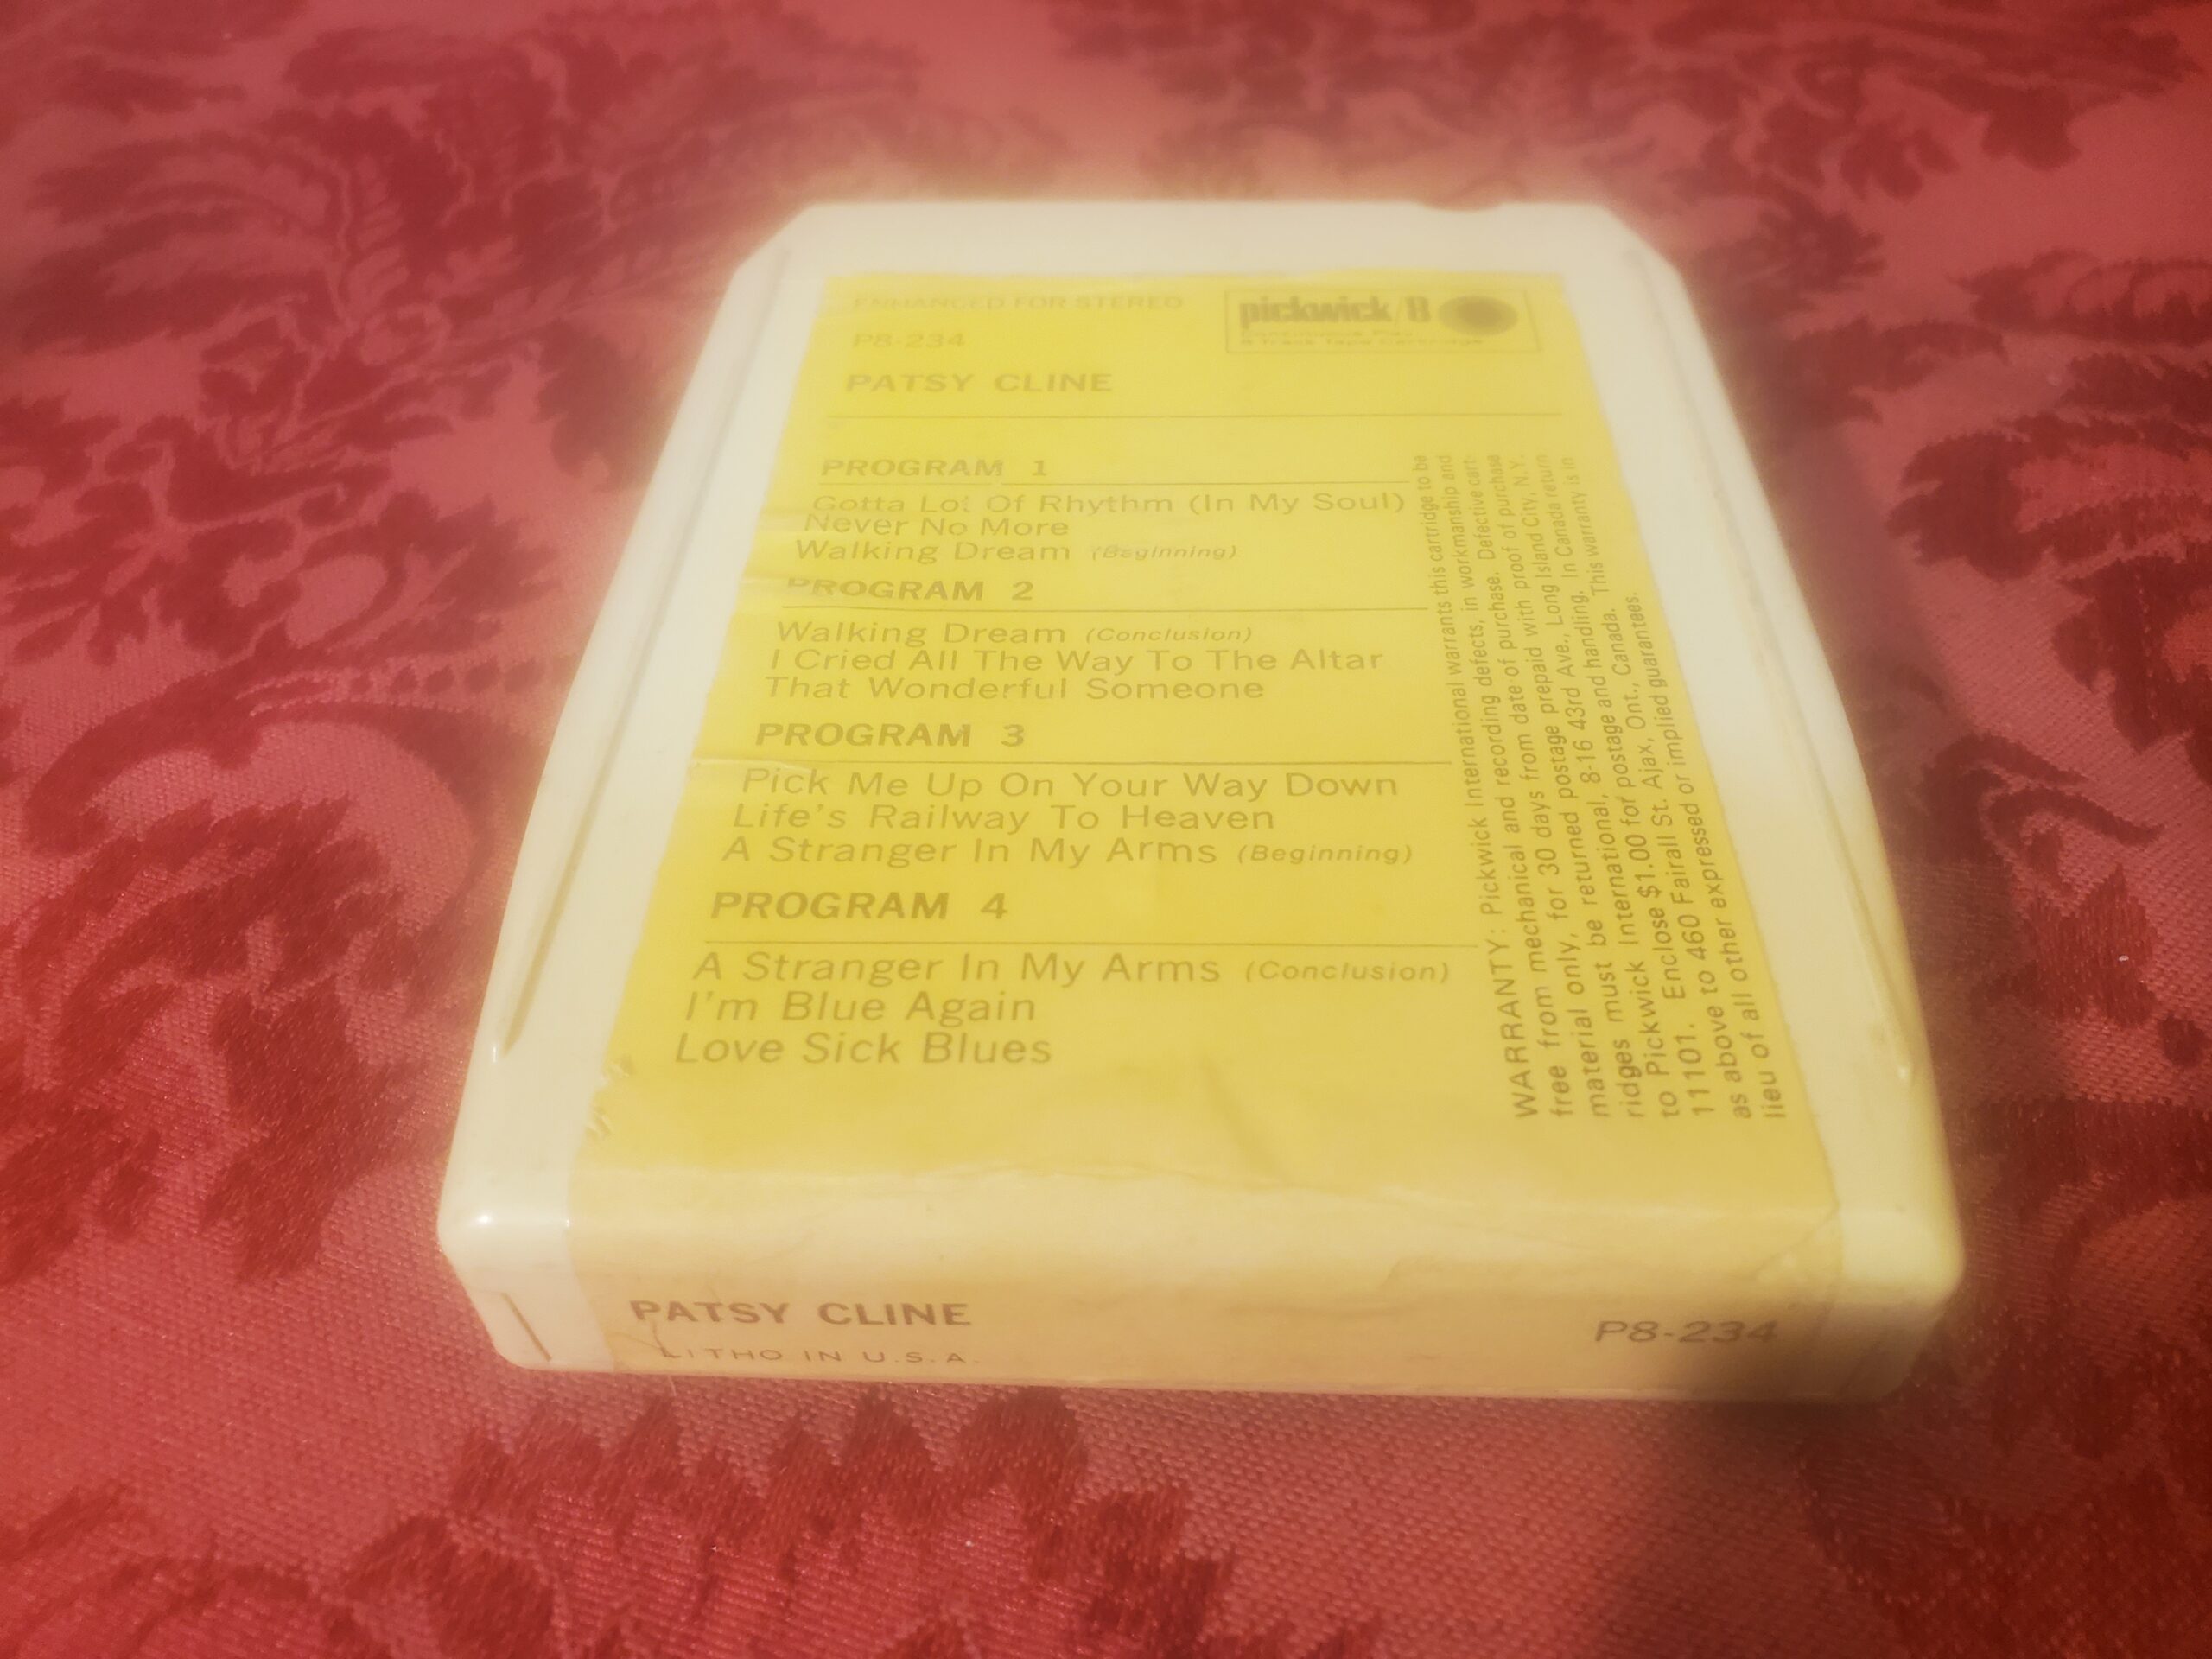 ENHANCED FOR STEREO
P8-234
pickwick/8
Continuous Play
8 Track Tape Cartridge
PATSY CLINE
PROGRAM 1
Gotta Lot Of Rhythm (In My Soul)
Never No More
Walking Dream (Beginning)
PROGRAM 2
Walking Dream (Conclusion)
I Cried All The Way To The Altar
That Wonderful Someone
PROGRAM 3
Pick Me Up On Your Way Down
Life's Railway To Heaven
A Stranger In My Arms (Beginning)
PROGRAM 4
A Stranger In My Arms (Conclusion)
I'm Blue Again
Love Sick Blues
WARRANTY: Pickwick International warrants this cartridge to be
free from mechanical and recording defects, in workmanship and
material only, for 30 days from date of purchase. Defective cart-
ridges must be returned postage prepaid with proof of purchase
to Pickwick International, 8-16 43rd Ave., Long Island City, N.Y.
11101. Enclose $1.00 for postage and handling. In Canada return
as above to 460 Fairall St. Ajax, Ont., Canada. This warranty is in
lieu of all other expressed or implied guarantees.
PATSY CLINE
P8-234
LITHO IN U.S.A.